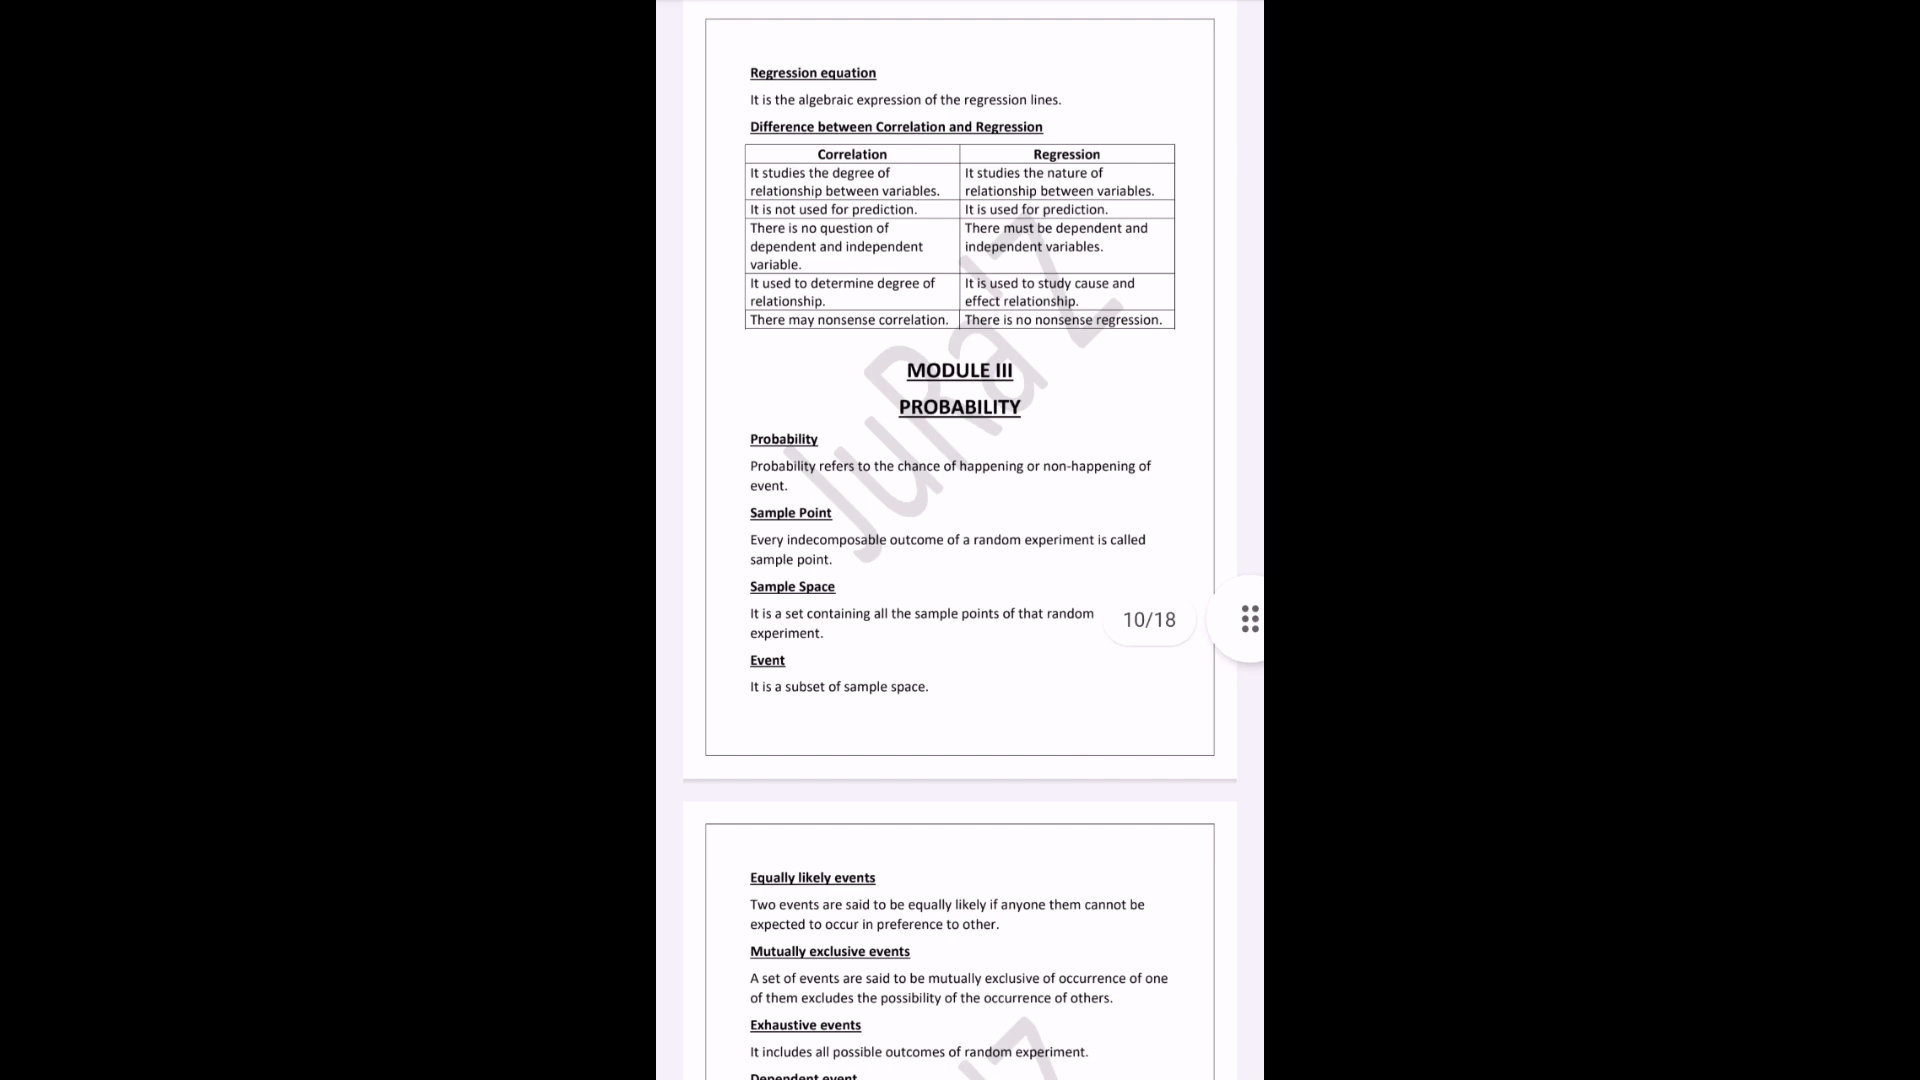 Regression equation
It is the algebraic expression of the regression lines.
Difference between Correlation and Regression
Correlation Regression
It studies the degree of It studies the nature of
relationship between variables. relationship between variables.
It is not used for prediction. It is used for prediction.
There is no question of There must be dependent and
dependent and independent independent variables.
variable.
It used to determine degree of It is used to study cause and
relationship. effect relationship.
There may nonsense correlation. There is no nonsense regression.
MODULE III
PROBABILITY
Probability
Probability refers to the chance of happening or non-happening of
event.
Sample Point
Every indecomposable outcome of a random experiment is called
sample point.
Sample Space
It is a set containing all the sample points of that random
experiment.
10/18
Event
It is a subset of sample space.
JuRa'Z
Equally likely events
Two events are said to be equally likely if anyone them cannot be
expected to occur in preference to other.
Mutually exclusive events
A set of events are said to be mutually exclusive of occurrence of one
of them excludes the possibility of the occurrence of others.
Exhaustive events
It includes all possible outcomes of random experiment.
Dependent event
'Z